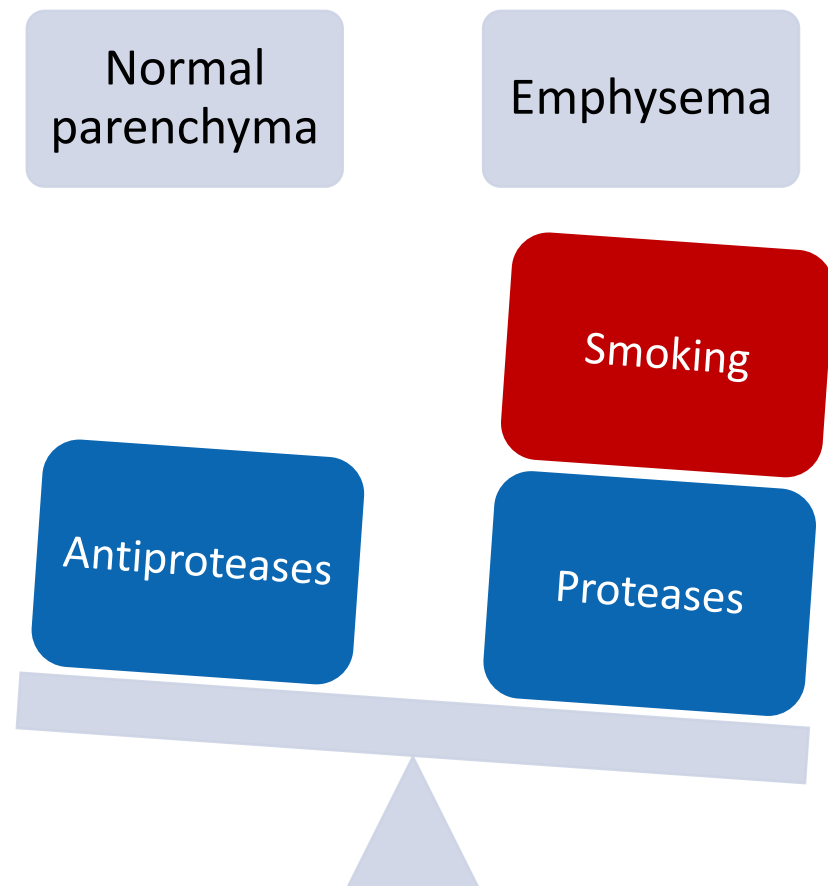 Normal
parenchyma
Emphysema
Smoking
Antiproteases
Proteases